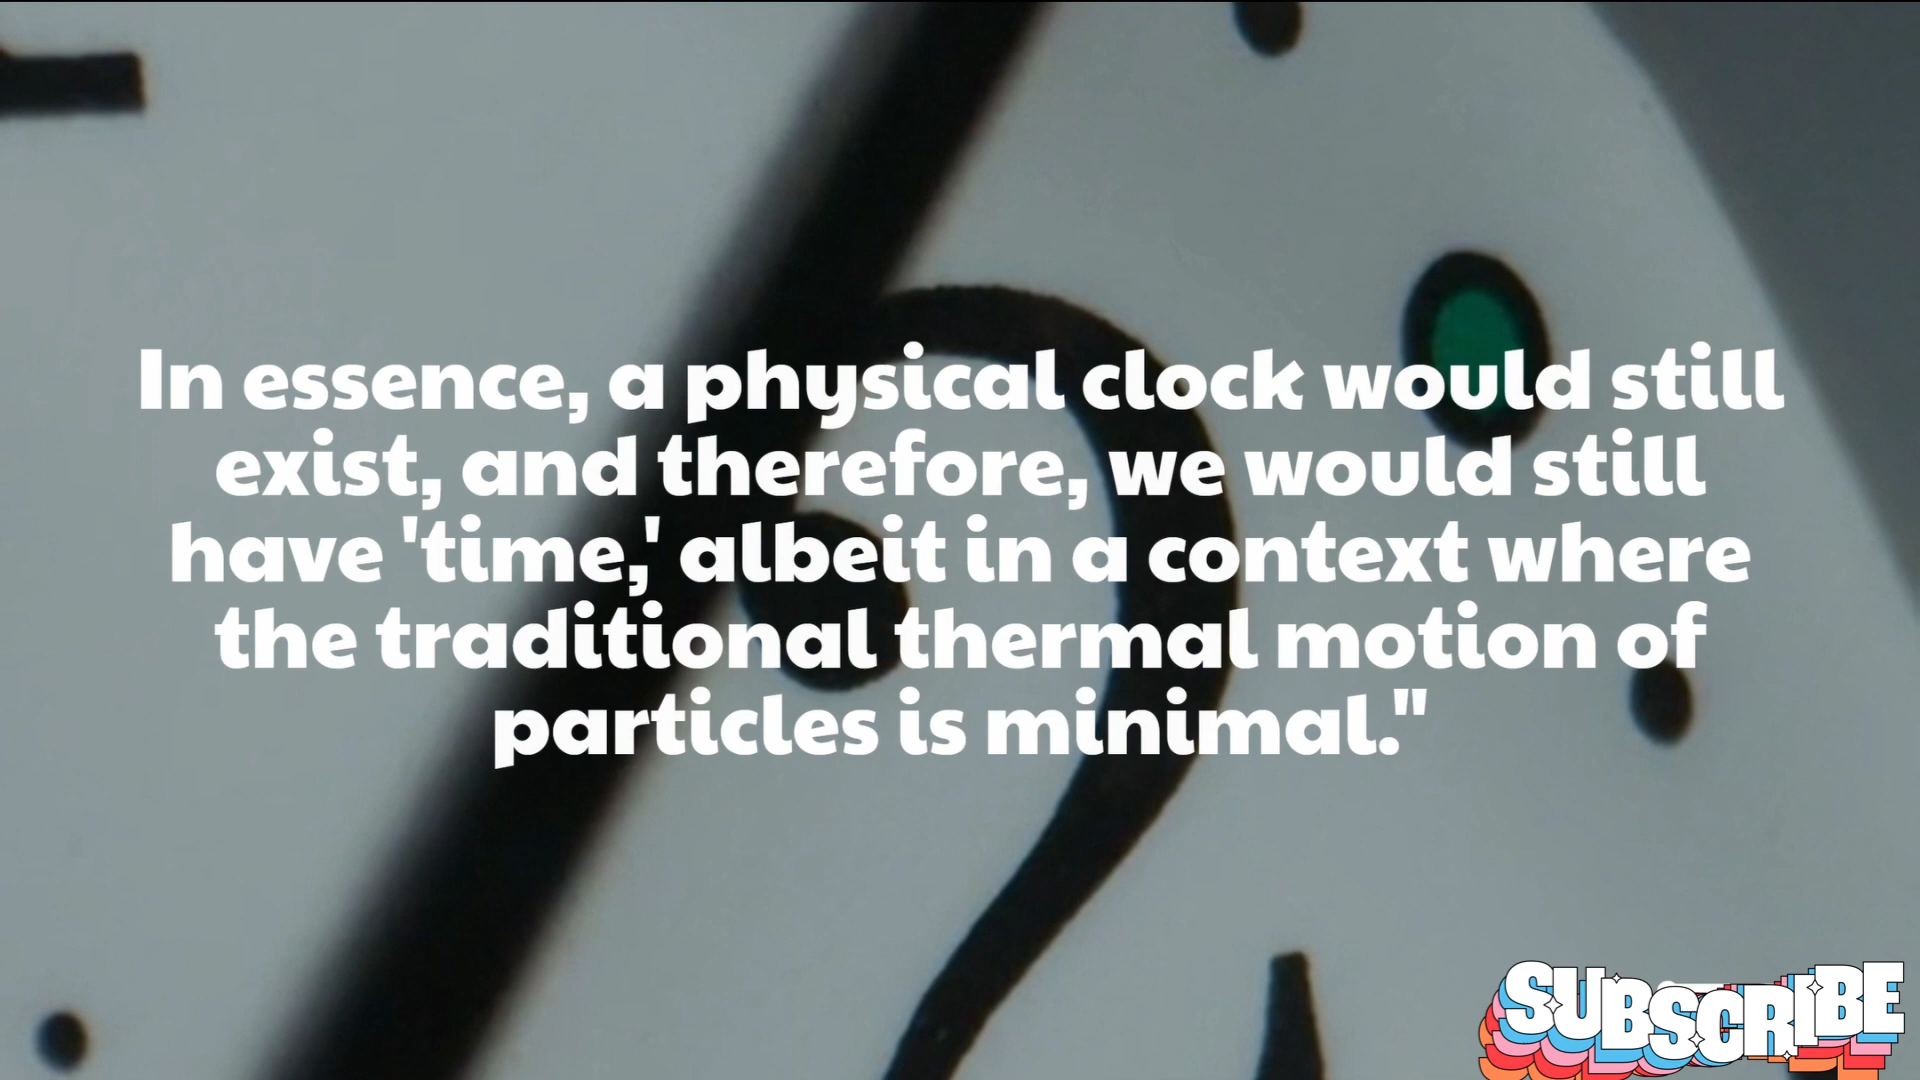 In essence, a physical clock would still
exist, and therefore, we would still
have 'time,' albeit in a context where
the traditional thermal motion of
particles is minimal."
SUBSCRIBE